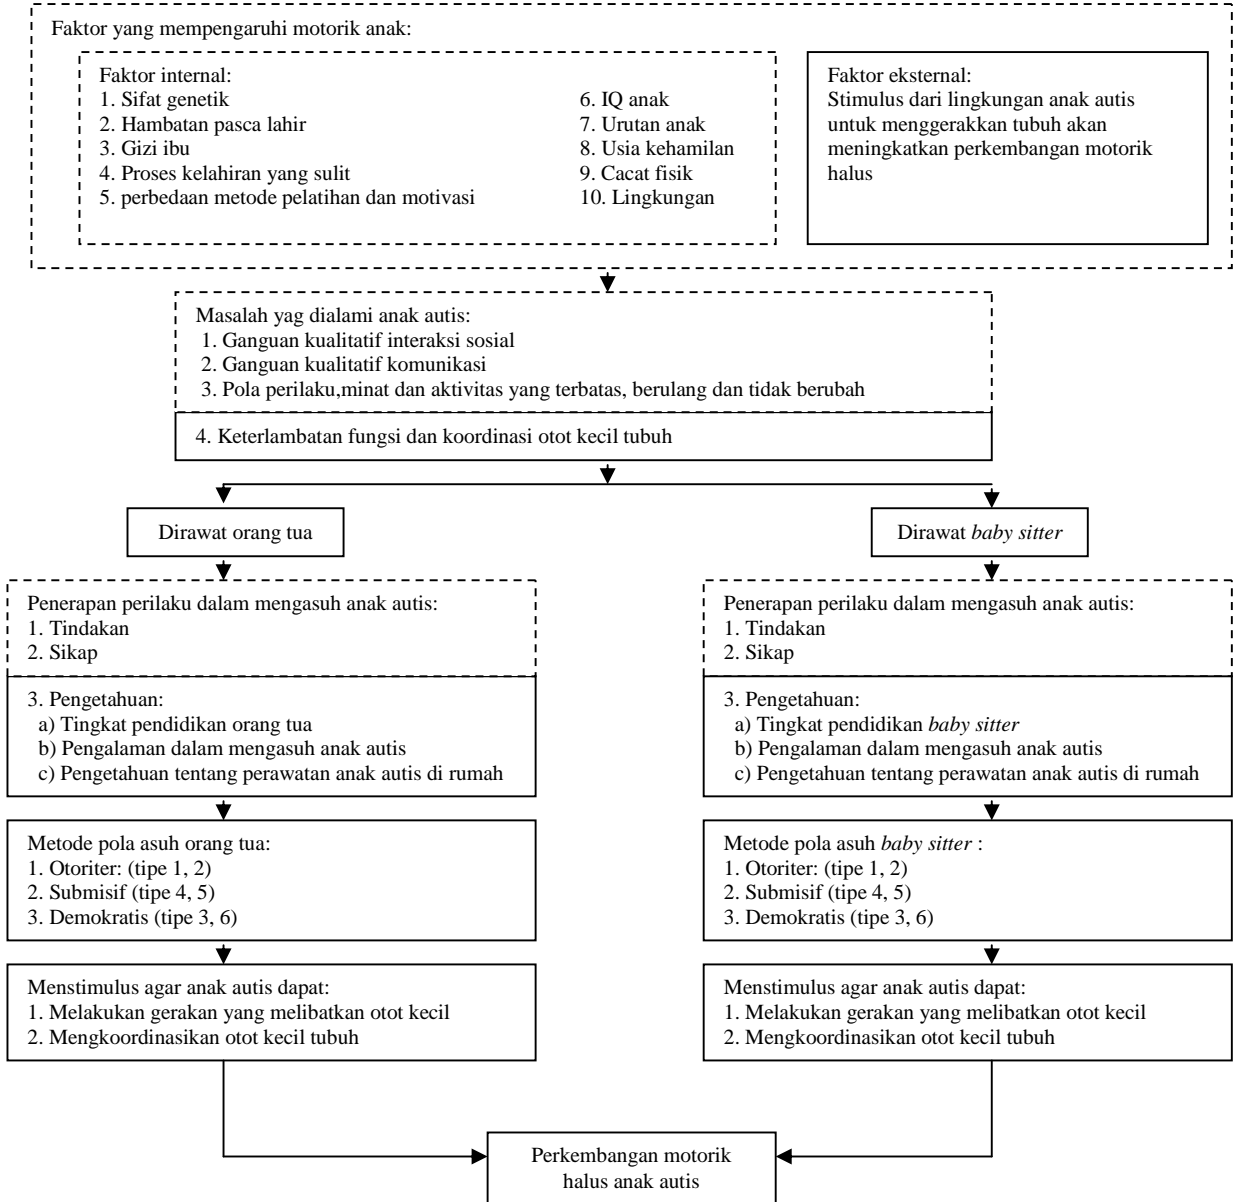 Faktor yang mempengaruhi motorik anak:
Faktor internal:
1. Sifat genetik
2. Hambatan pasca lahir
3. Gizi ibu
4. Proses kelahiran yang sulit
5. perbedaan metode pelatihan dan motivasi
6. IQ anak
7. Urutan anak
8. Usia kehamilan
9. Cacat fisik
10. Lingkungan
Faktor eksternal:
Stimulus dari lingkungan anak autis
untuk menggerakkan tubuh akan
meningkatkan perkembangan motorik
halus
Masalah yag dialami anak autis:
1. Ganguan kualitatif interaksi sosial
2. Ganguan kualitatif komunikasi
3. Pola perilaku,minat dan aktivitas yang terbatas, berulang dan tidak berubah
4. Keterlambatan fungsi dan koordinasi otot kecil tubuh
Dirawat orang tua
Penerapan perilaku dalam mengasuh anak autis:
1. Tindakan
2. Sikap
3. Pengetahuan:
a) Tingkat pendidikan orang tua
b) Pengalaman dalam mengasuh anak autis
c) Pengetahuan tentang perawatan anak autis di rumah
Metode pola asuh orang tua:
1. Otoriter: (tipe 1, 2)
2. Submisif (tipe 4, 5)
3. Demokratis (tipe 3, 6)
Menstimulus agar anak autis dapat:
1. Melakukan gerakan yang melibatkan otot kecil
2. Mengkoordinasikan otot kecil tubuh
Dirawat baby sitter
Penerapan perilaku dalam mengasuh anak autis:
1. Tindakan
2. Sikap
3. Pengetahuan:
a) Tingkat pendidikan baby sitter
b) Pengalaman dalam mengasuh anak autis
c) Pengetahuan tentang perawatan anak autis di rumah
Metode pola asuh baby sitter :
1. Otoriter: (tipe 1, 2)
2. Submisif (tipe 4, 5)
3. Demokratis (tipe 3, 6)
Menstimulus agar anak autis dapat:
1. Melakukan gerakan yang melibatkan otot kecil
2. Mengkoordinasikan otot kecil tubuh
Perkembangan motorik
halus anak autis